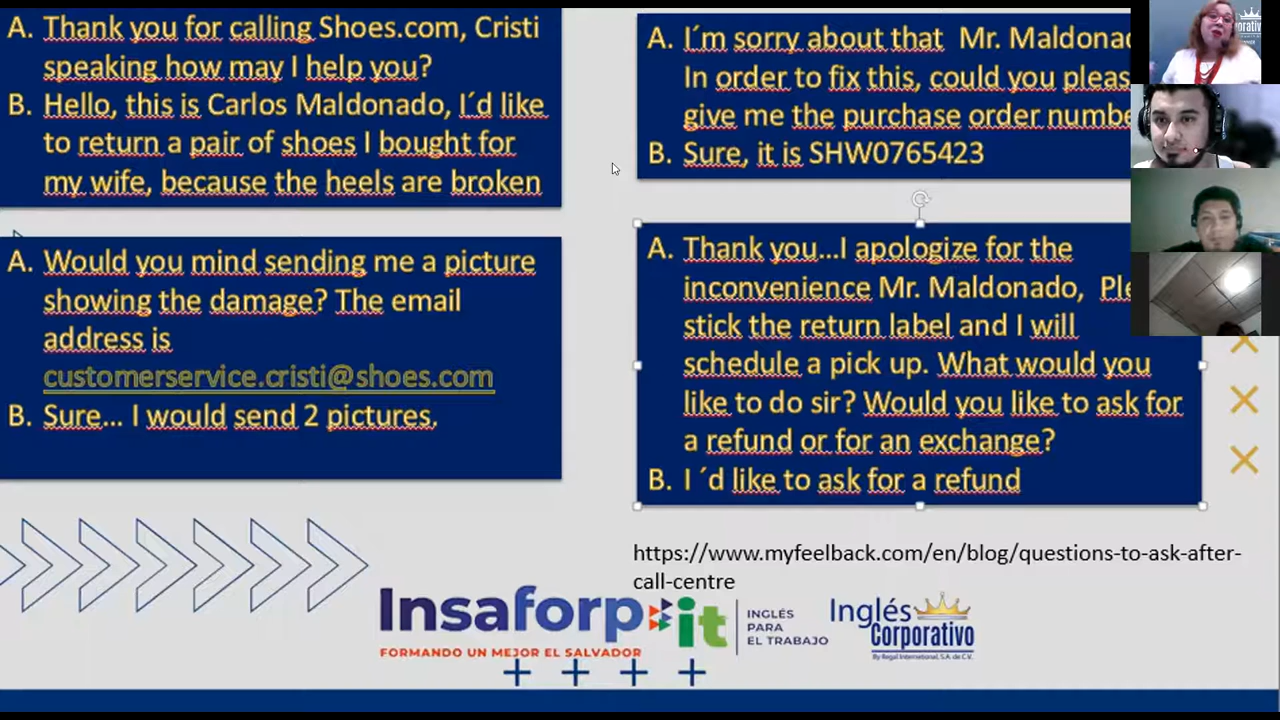 A. Thank you for calling Shoes.com, Cristi
speaking how may I help you?
B. Hello, this is Carlos Maldonado, I´d like
to return a pair of shoes I bought for
my wife, because the heels are broken
A. I´m sorry about that Mr. Maldonad
In order to fix this, could you pleas
give me the purchase order numbe
B. Sure, it is SHW0765423
A. Would you mind sending me a picture
showing the damage? The email
address is
customerservice.cristi@shoes.com
B. Sure... I would send 2 pictures.
A. Thank you...I apologize for the
inconvenience Mr. Maldonado, Ple
stick the return label and I will
schedule a pick up. What would you
like to do sir? Would you like to ask for
a refund or for an exchange?
B. I ´d like to ask for a refund
https://www.myfeelback.com/en/blog/questions-to-ask-after-
call-centre
Insaforp it
FORMANDO UN MEJOR EL SALVADOR
INGLÉS
PARA
EL TRABAJO
Inglés
Corporativo
By Regal International, S.A. de C.V.